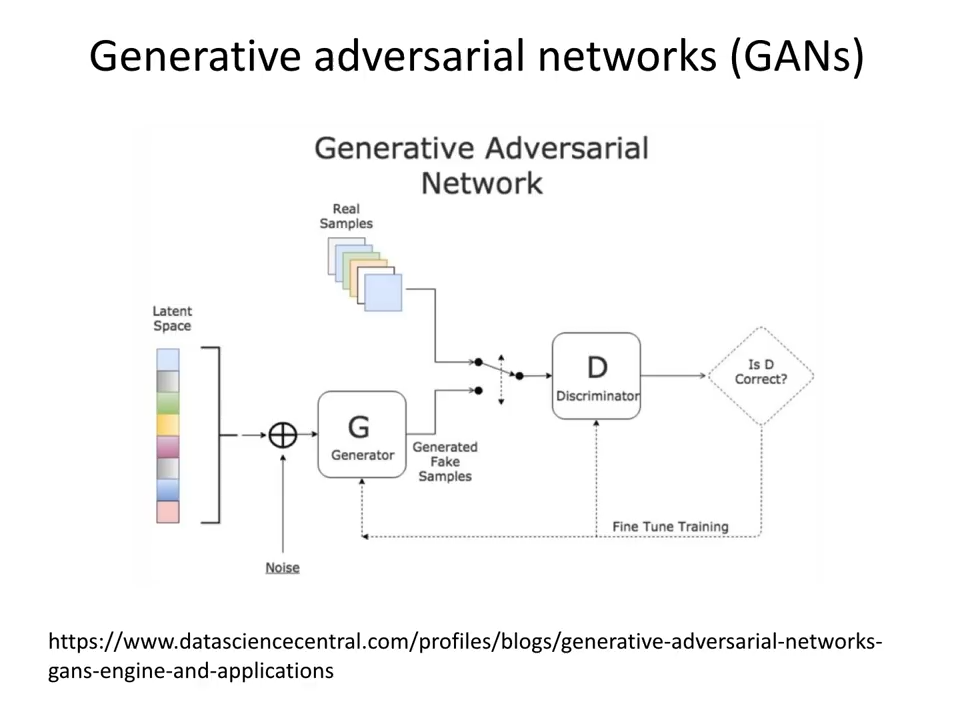 Generative adversarial networks (GANs)
Generative Adversarial
Network
Real
Samples
Latent
Space
G
Generator
Generated
Fake
Samples
D
Discriminator
Is D
Correct?
Fine Tune Training
Noise
https://www.datasciencecentral.com/profiles/blogs/generative-adversarial-networks-
gans-engine-and-applications